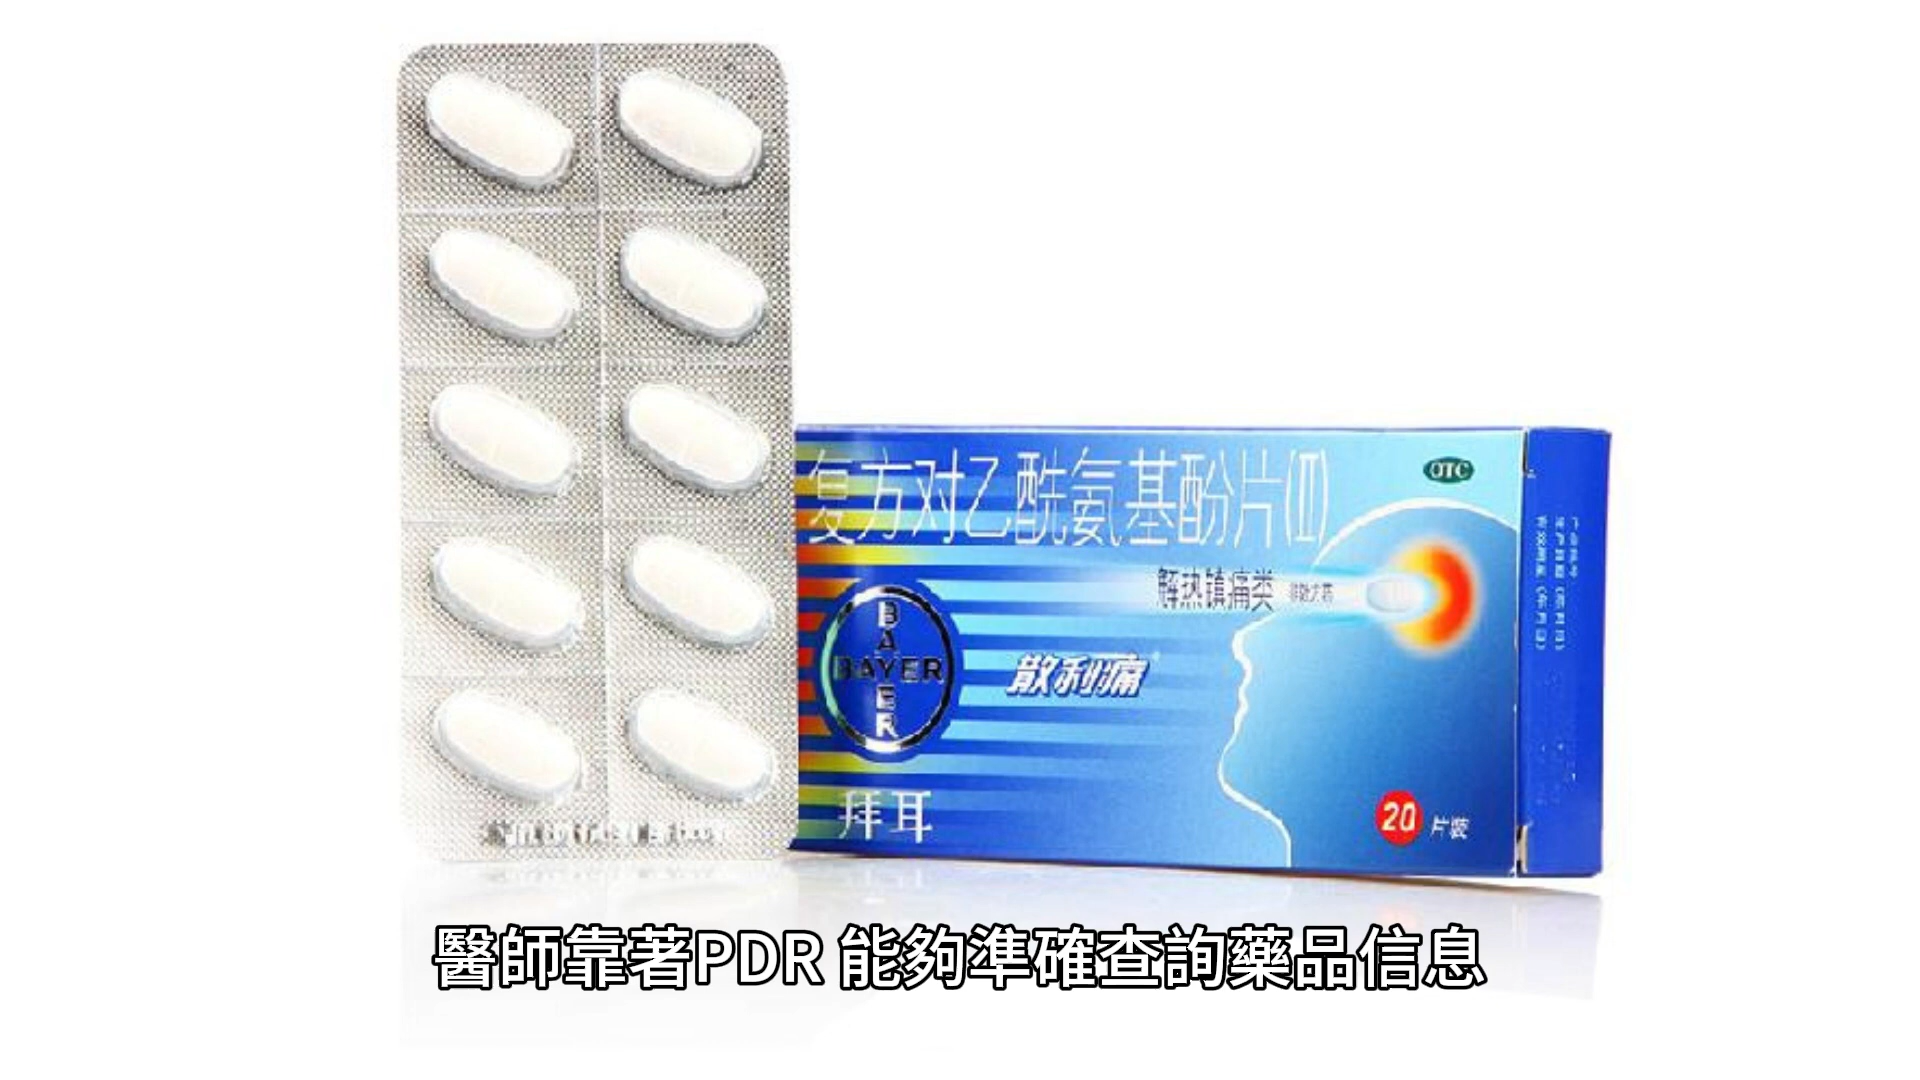 复方对乙酰氨基酚片(II)
OTC
解热镇痛类
BAYER
BAYER
散利痛
拜耳
20 片装
醫師靠著PDR 能夠準確查詢藥品信息